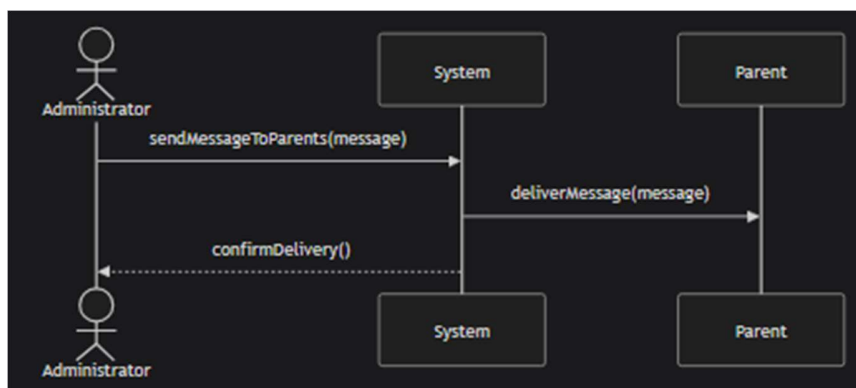 System
Parent
Administrator
sendMessageToParents(message)
deliverMessage(message)
confirmDelivery()
System
Parent
Administrator